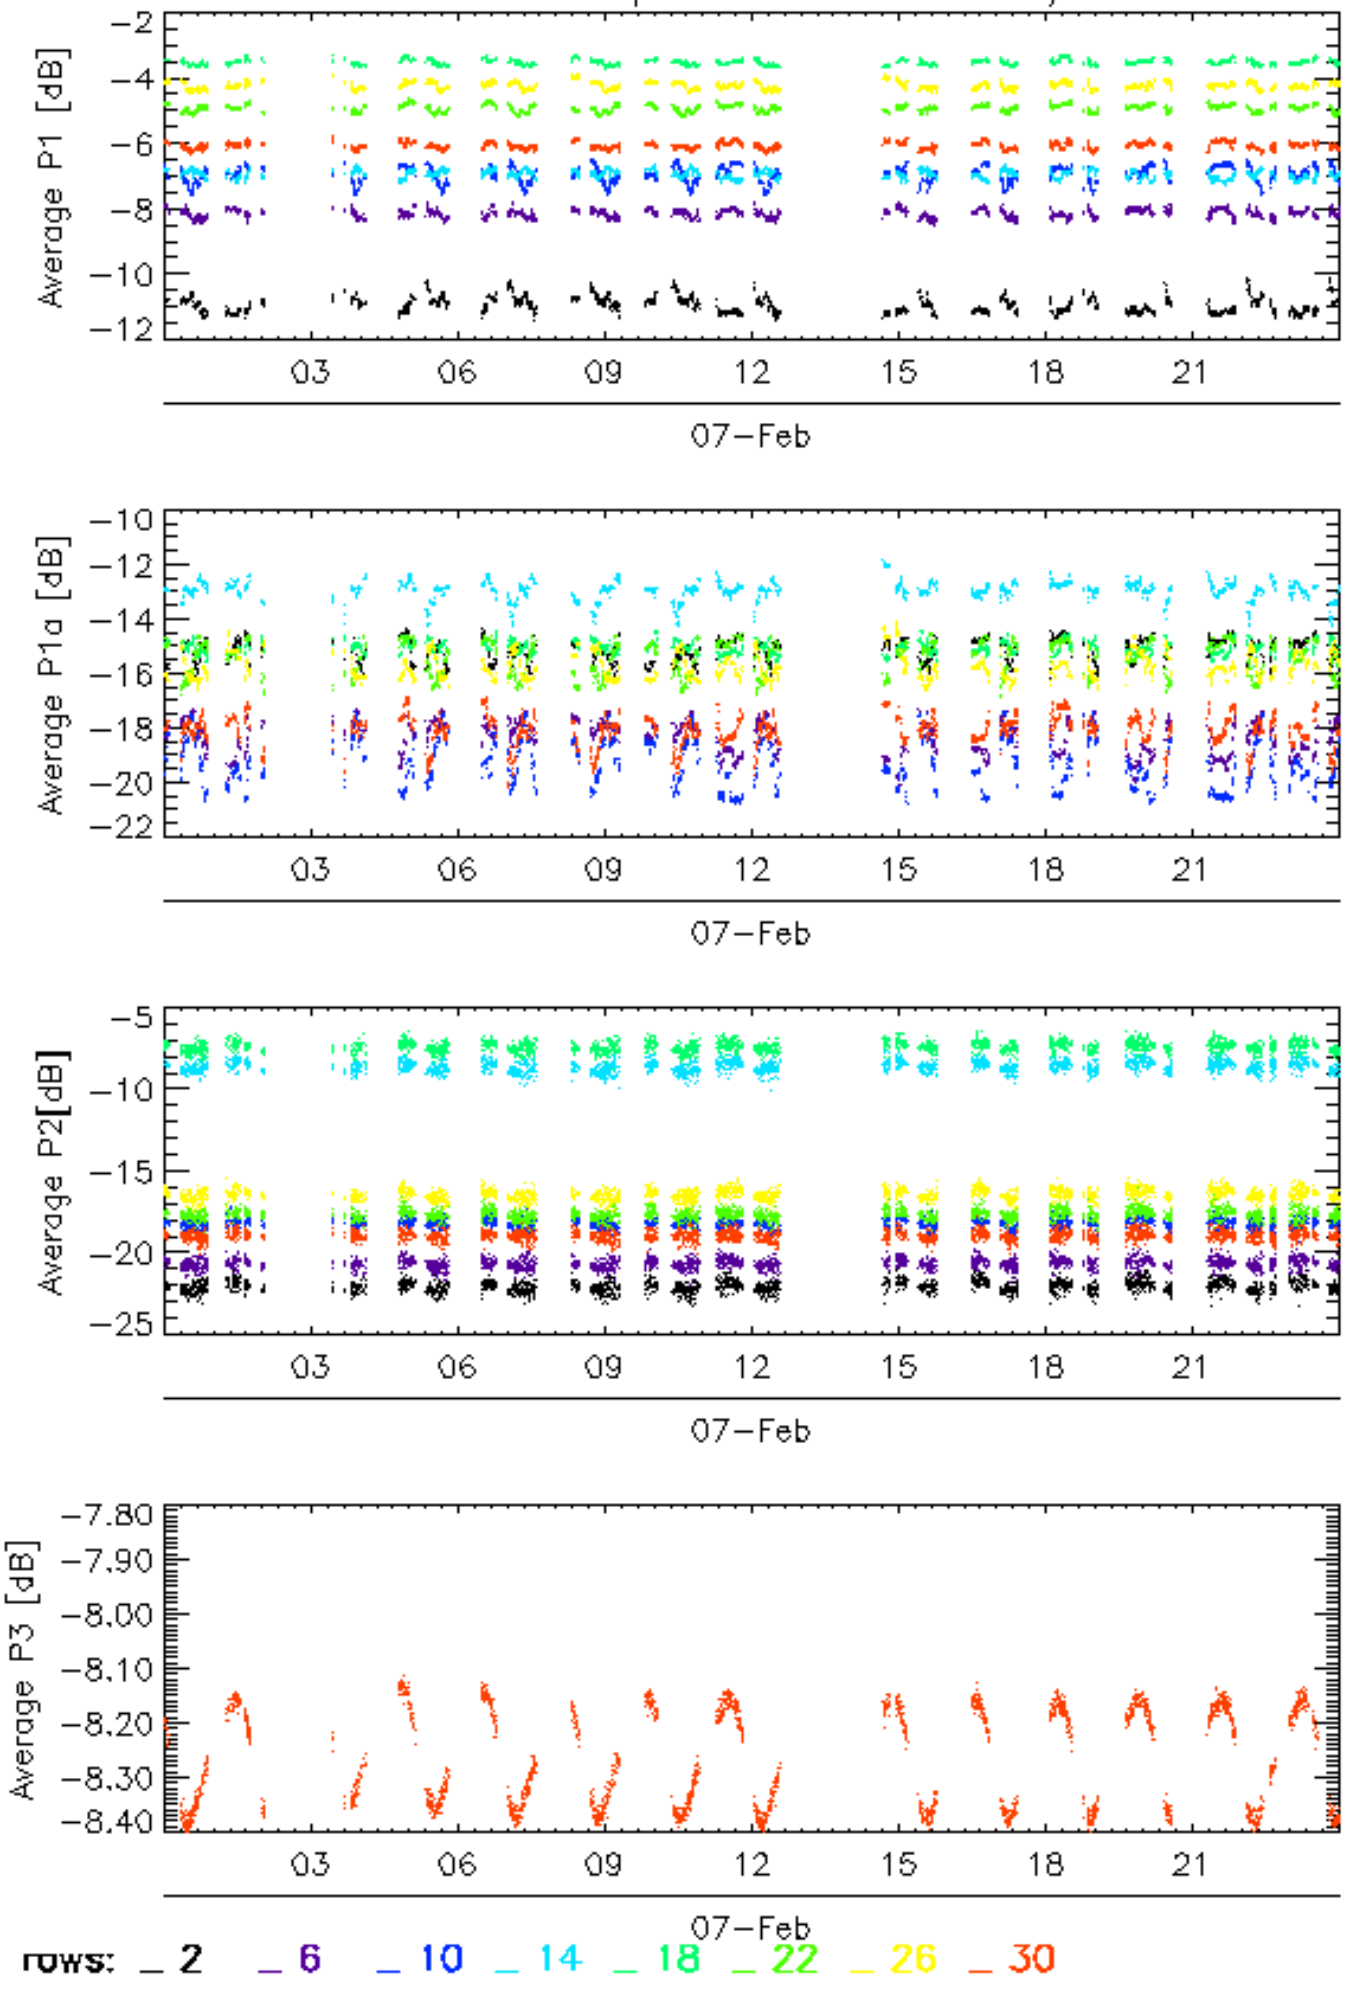 -2
-4
-6
-8
-10
-12
Average P1 [dB]
03 06 09 12 15 18 21
07-Feb
-10
-12
-14
-16
-18
-20
-22
Average P1a [dB]
03 06 09 12 15 18 21
07-Feb
-5
-10
-15
-20
-25
Average P2[dB]
03 06 09 12 15 18 21
07-Feb
-7.80
-7.90
-8.00
-8.10
-8.20
-8.30
-8.40
Average P3 [dB]
03 06 09 12 15 18 21
07-Feb
rows: _ 2 _ 6 _ 10 _ 14 _ 18 _ 22 _ 26 _ 30